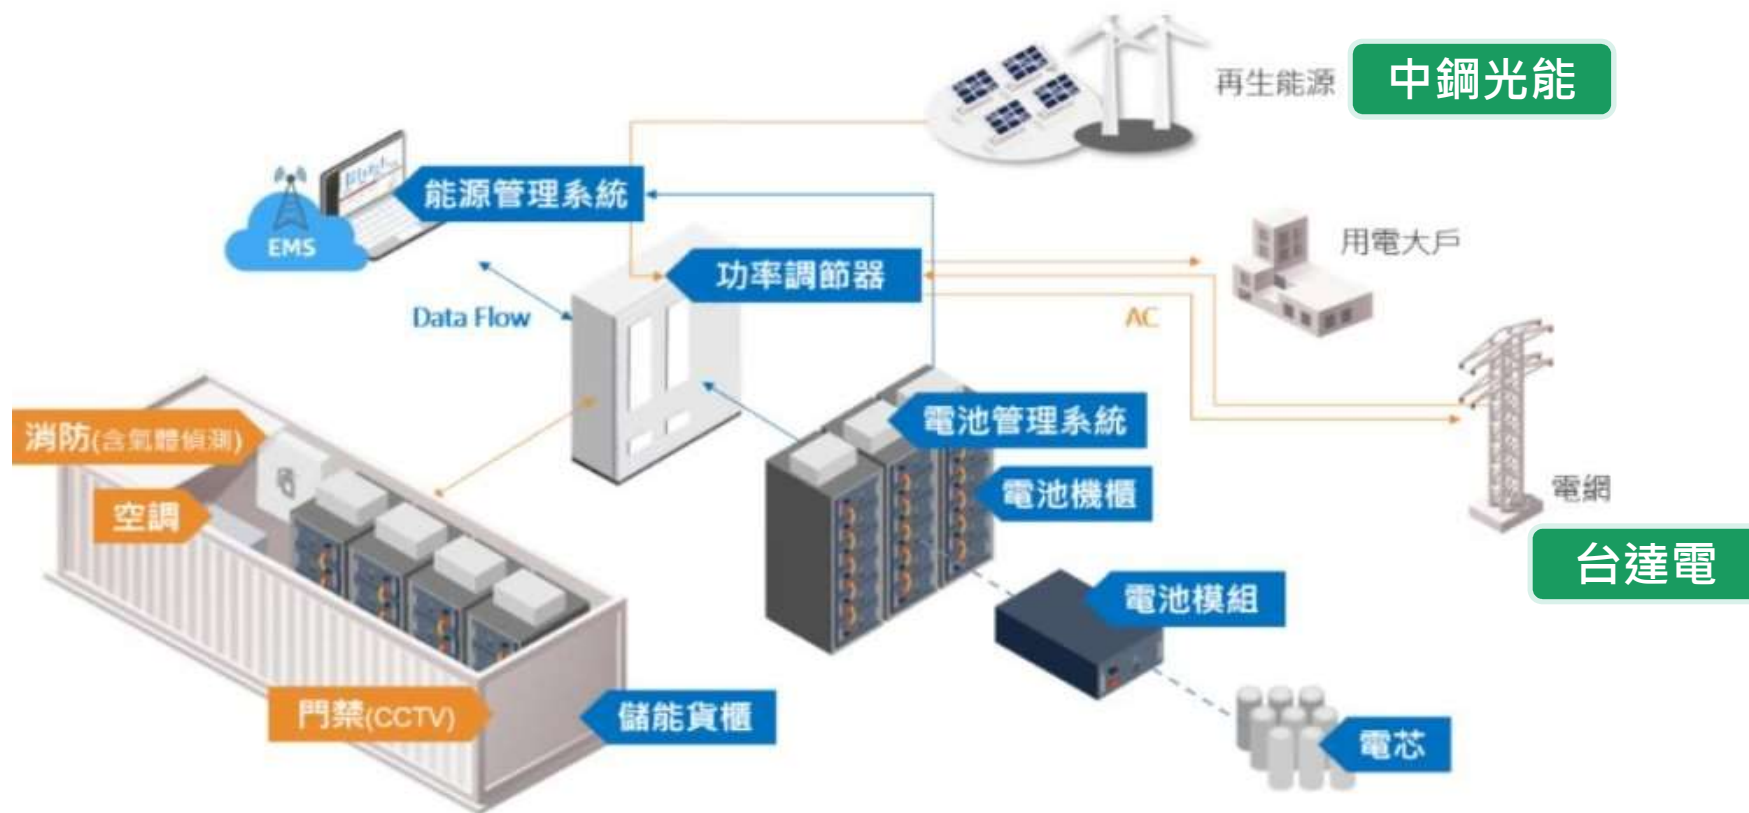 再生能源
中鋼光能
能源管理系統
EMS
用電大戶
功率調節器
Data Flow
AC
消防(含氣體偵測)
電池管理系統
電池機櫃
電網
空調
台達電
電池模組
門禁(CCTV)
儲能貨櫃
電芯